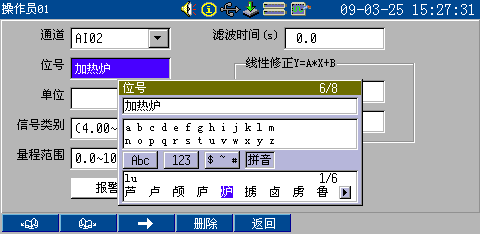 操作员01 09-03-25 15:27:31
通道 AI02 滤波时间(s) 0.0
位号 加热炉 线性修正Y=A*X+B
单位
信号类别 (4.00~
量程范围 0.0~10
报警
位号 6/8
加热炉
a b c d e f g h i j k l m
n o p q r s t u v w x y z
Abc 123 $ ~ # 拼音
lu 1/6
芦 卢 颅 庐 炉 掳 卤 虏 鲁
删除 返回